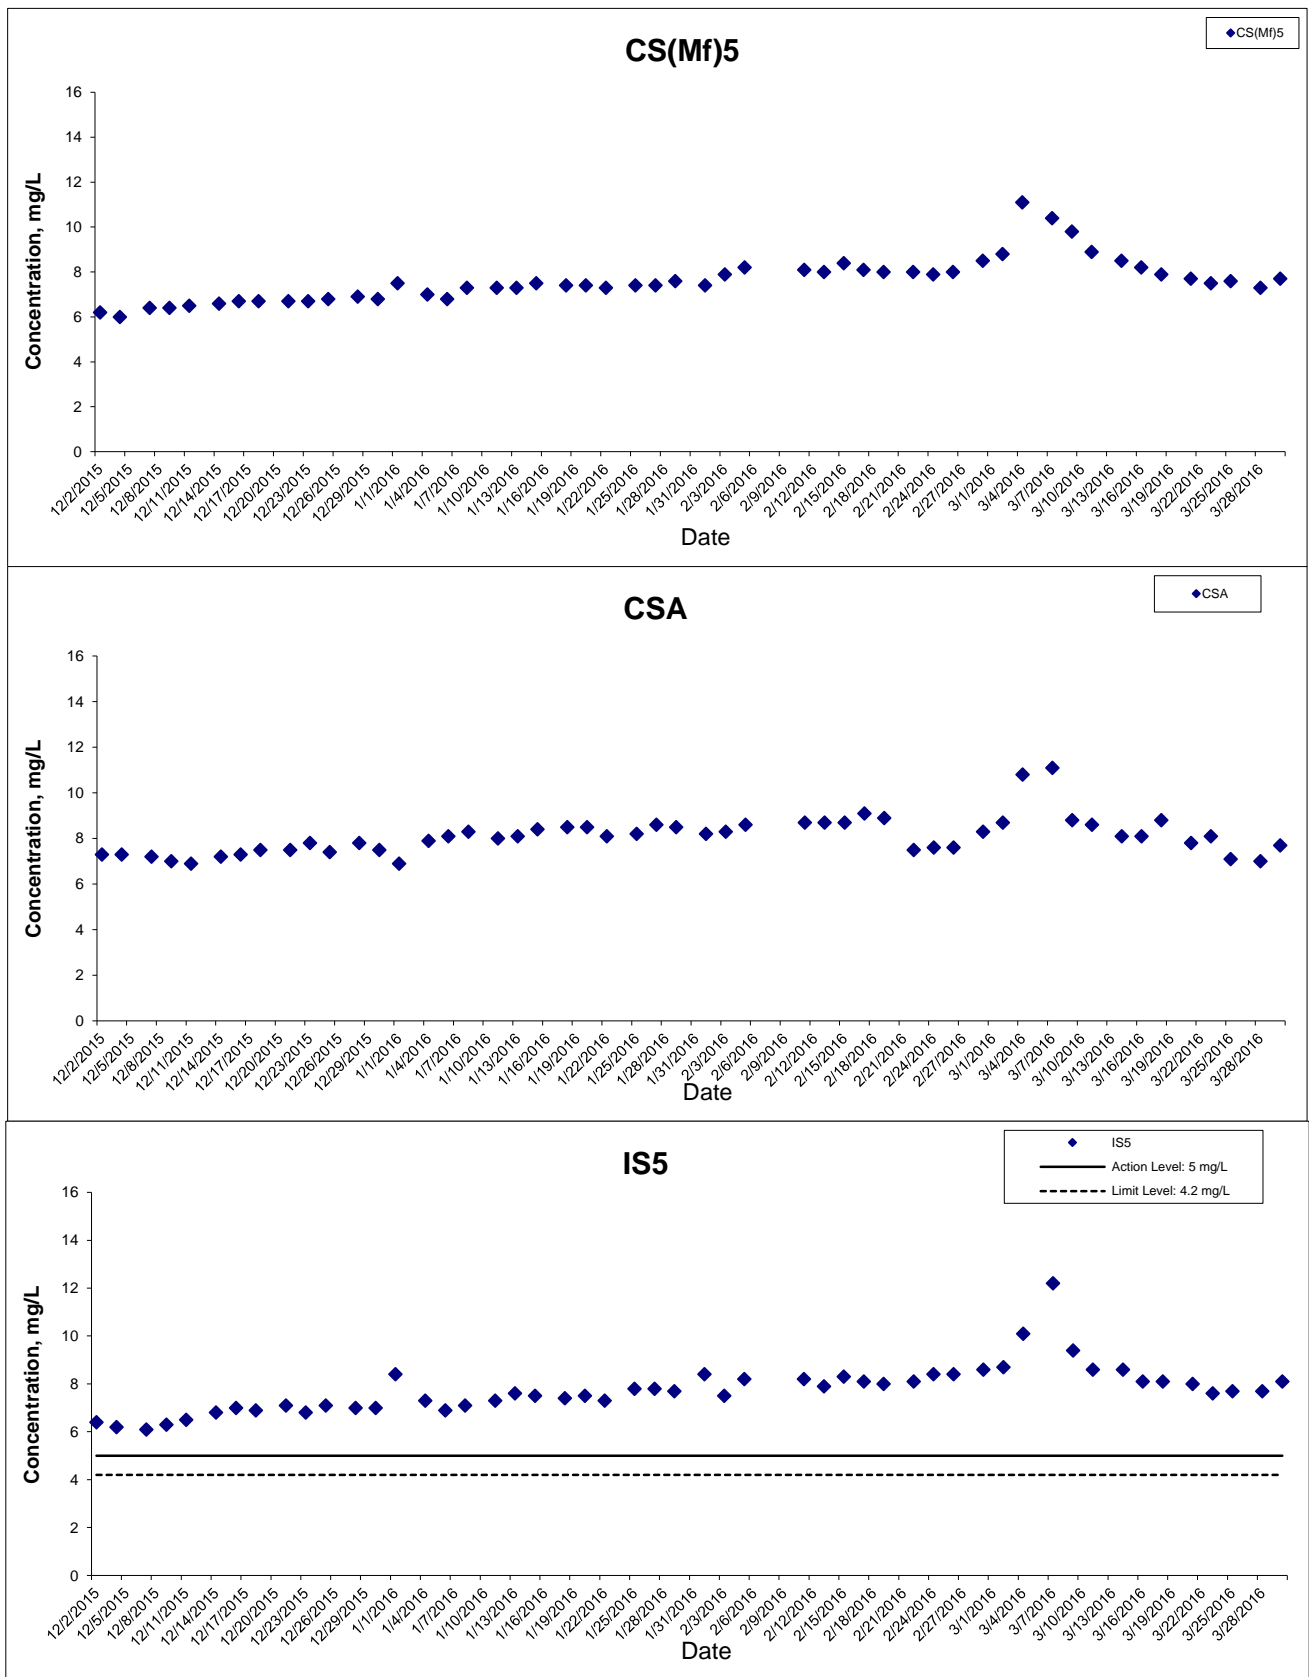 CS(Mf)5
CS(Mf)5
Concentration, mg/L
16
14
12
10
8
6
4
2
0
12/2/2015 12/5/2015 12/8/2015 12/11/2015 12/14/2015 12/17/2015 12/20/2015 12/23/2015 12/26/2015 12/29/2015 1/1/2016 1/4/2016 1/7/2016 1/10/2016 1/13/2016 1/16/2016 1/19/2016 1/22/2016 1/25/2016 1/28/2016 1/31/2016 2/3/2016 2/6/2016 2/9/2016 2/12/2016 2/15/2016 2/18/2016 2/21/2016 2/24/2016 2/27/2016 3/1/2016 3/4/2016 3/7/2016 3/10/2016 3/13/2016 3/16/2016 3/19/2016 3/22/2016 3/25/2016 3/28/2016
Date
CSA
CSA
Concentration, mg/L
16
14
12
10
8
6
4
2
0
12/2/2015 12/5/2015 12/8/2015 12/11/2015 12/14/2015 12/17/2015 12/20/2015 12/23/2015 12/26/2015 12/29/2015 1/1/2016 1/4/2016 1/7/2016 1/10/2016 1/13/2016 1/16/2016 1/19/2016 1/22/2016 1/25/2016 1/28/2016 1/31/2016 2/3/2016 2/6/2016 2/9/2016 2/12/2016 2/15/2016 2/18/2016 2/21/2016 2/24/2016 2/27/2016 3/1/2016 3/4/2016 3/7/2016 3/10/2016 3/13/2016 3/16/2016 3/19/2016 3/22/2016 3/25/2016 3/28/2016
Date
IS5
IS5
Action Level: 5 mg/L
Limit Level: 4.2 mg/L
Concentration, mg/L
16
14
12
10
8
6
4
2
0
12/2/2015 12/5/2015 12/8/2015 12/11/2015 12/14/2015 12/17/2015 12/20/2015 12/23/2015 12/26/2015 12/29/2015 1/1/2016 1/4/2016 1/7/2016 1/10/2016 1/13/2016 1/16/2016 1/19/2016 1/22/2016 1/25/2016 1/28/2016 1/31/2016 2/3/2016 2/6/2016 2/9/2016 2/12/2016 2/15/2016 2/18/2016 2/21/2016 2/24/2016 2/27/2016 3/1/2016 3/4/2016 3/7/2016 3/10/2016 3/13/2016 3/16/2016 3/19/2016 3/22/2016 3/25/2016 3/28/2016
Date